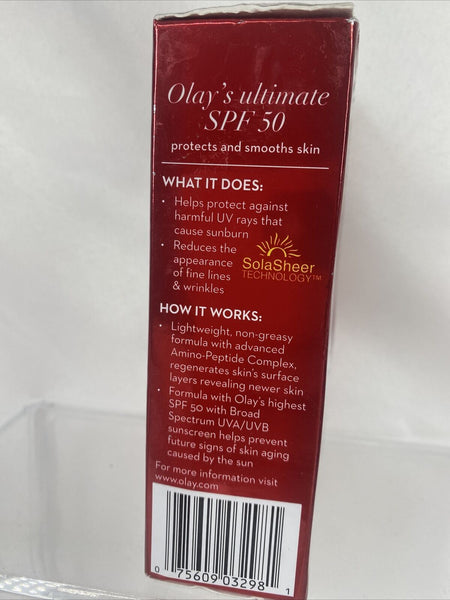 Olay's ultimate
SPF 50
protects and smooths skin
WHAT IT DOES:
• Helps protect against
harmful UV rays that
cause sunburn
• Reduces the
appearance
of fine lines
& wrinkles
SolaSheer
TECHNOLOGY™
HOW IT WORKS:
• Lightweight, non-greasy
formula with advanced
Amino-Peptide Complex,
regenerates skin's surface
layers revealing newer skin
• Formula with Olay's highest
SPF 50 with Broad
Spectrum UVA/UVB
sunscreen helps prevent
future signs of skin aging
caused by the sun
For more information visit
www.olay.com
0 75609 03298 1